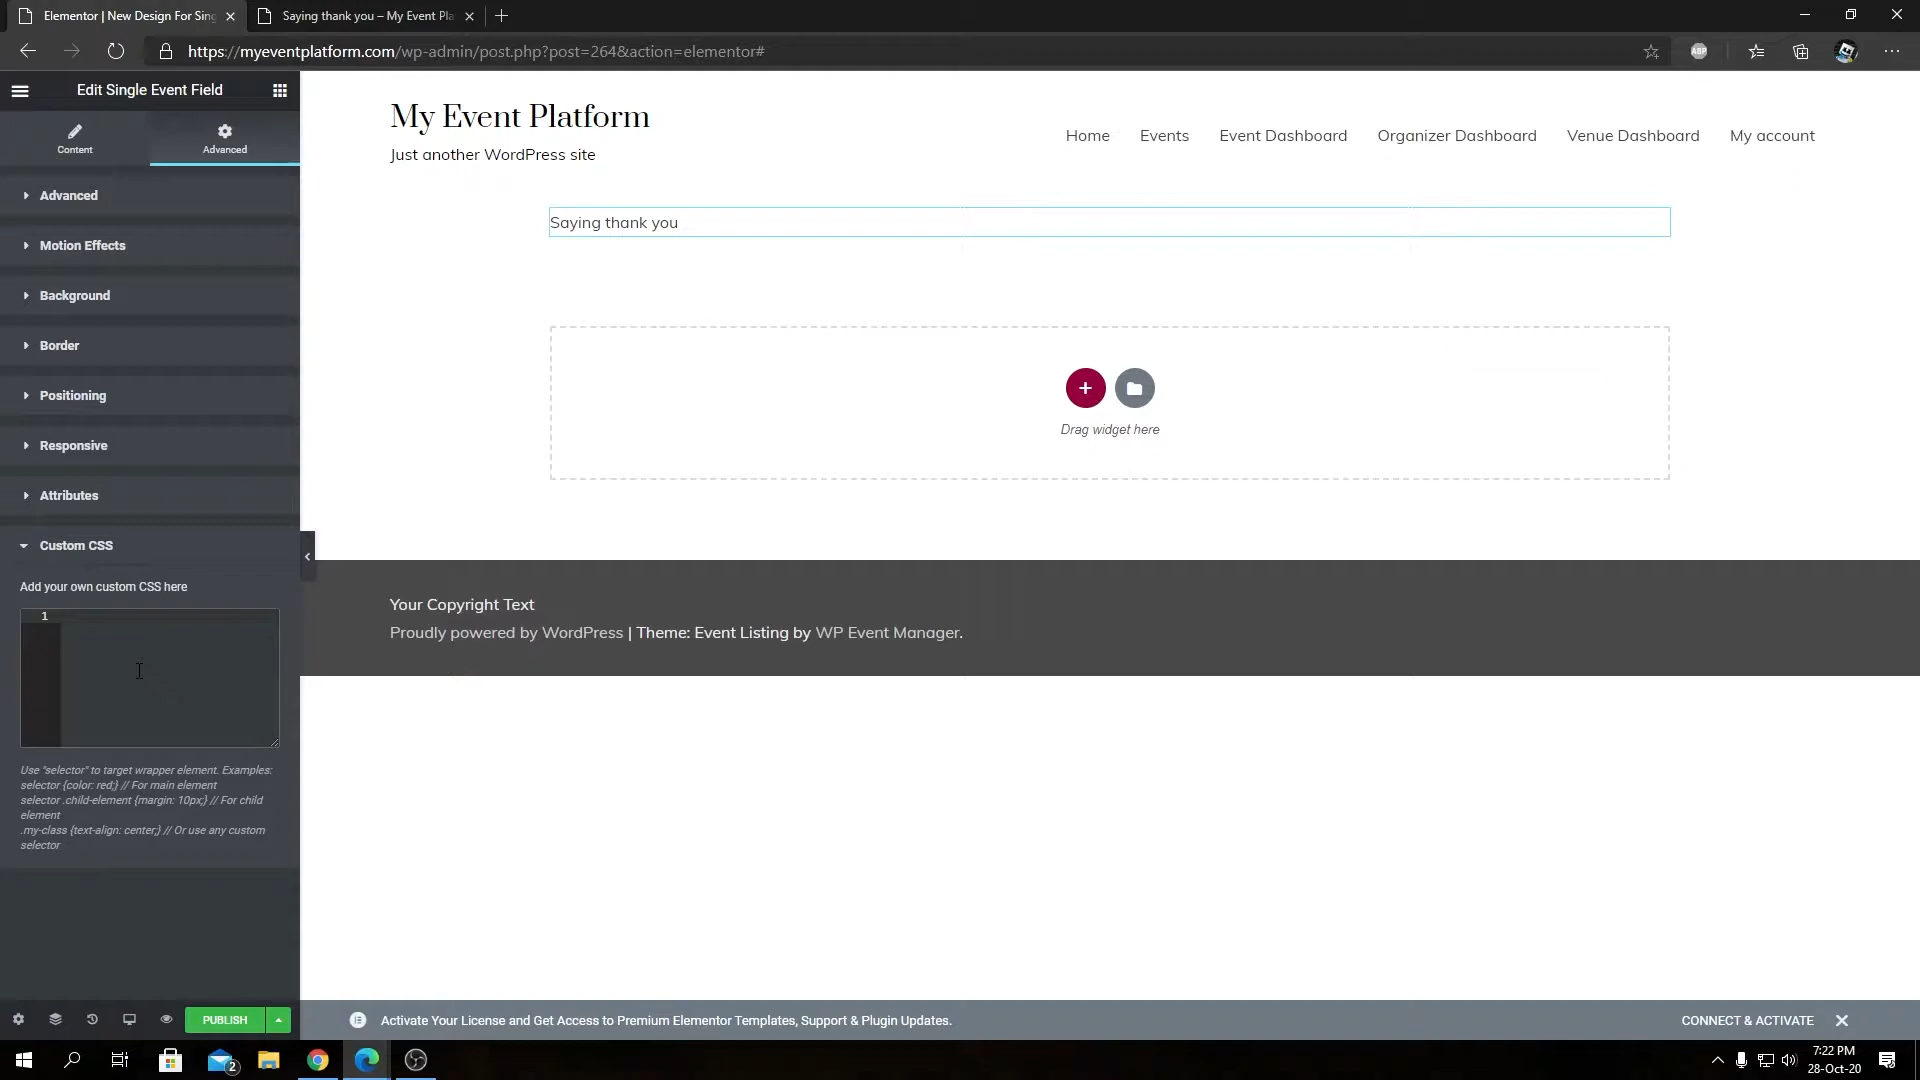 Elementor | New Design For Sing
Saying thank you – My Event Pla
https://myeventplatform.com/wp-admin/post.php?post=264&action=elementor#
ABP
Edit Single Event Field
Content
Advanced
Advanced
Motion Effects
Background
Border
Positioning
Responsive
Attributes
Custom CSS
Add your own custom CSS here
1
Use "selector" to target wrapper element. Examples:
selector {color: red;} // For main element
selector .child-element {margin: 10px;} // For child
element
.my-class {text-align: center;} // Or use any custom
selector
PUBLISH
My Event Platform
Just another WordPress site
Home
Events
Event Dashboard
Organizer Dashboard
Venue Dashboard
My account
Saying thank you
Drag widget here
Your Copyright Text
Proudly powered by WordPress | Theme: Event Listing by WP Event Manager.
Activate Your License and Get Access to Premium Elementor Templates, Support & Plugin Updates.
CONNECT & ACTIVATE
2
7:22 PM
28-Oct-20